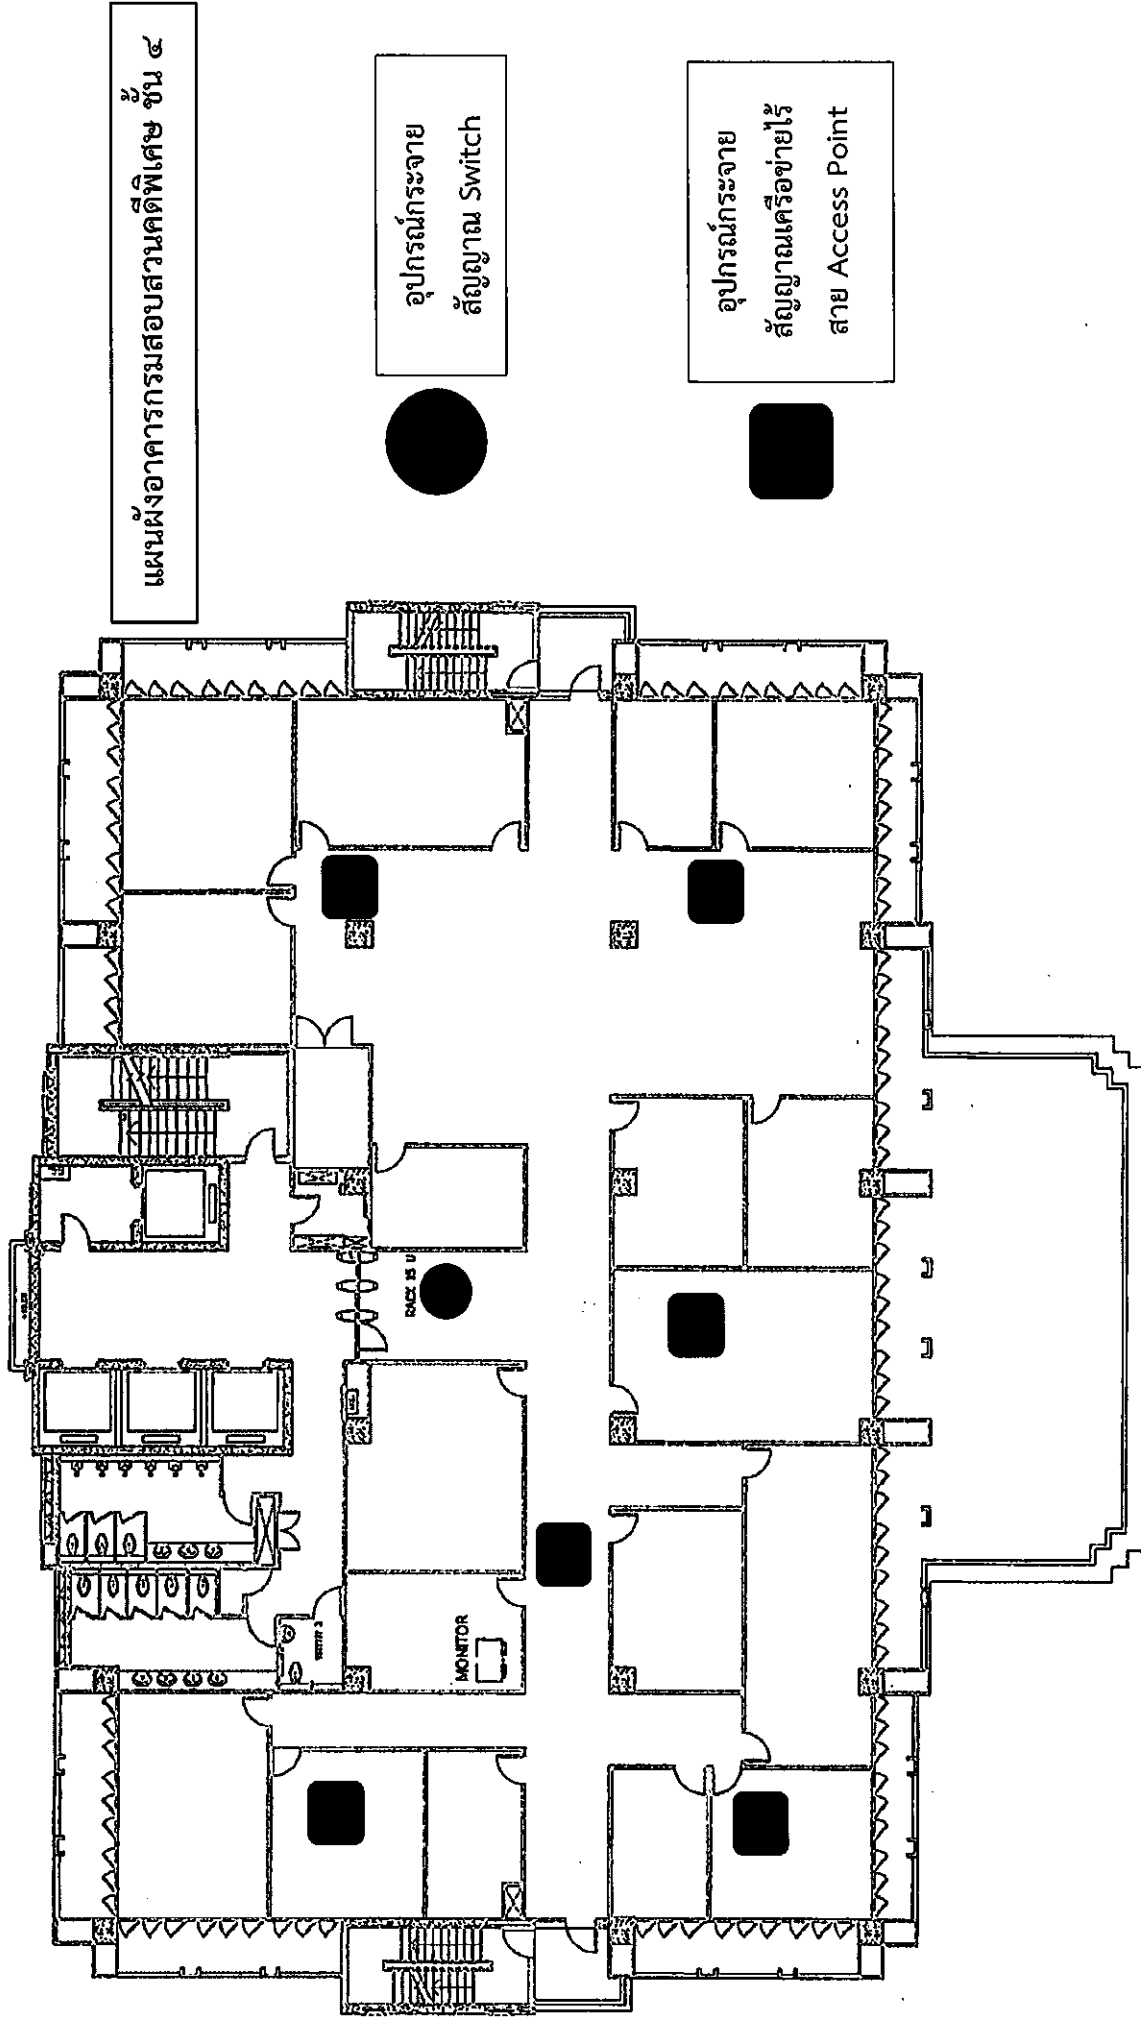 แผนผังอาคารกรมสอบสวนคดีพิเศษ ชั้น ๔
อุปกรณ์กระจาย
สัญญาณ Switch
อุปกรณ์กระจาย
สัญญาณเครือข่ายไร้
สาย Access Point
RACK 15 U
MONITOR